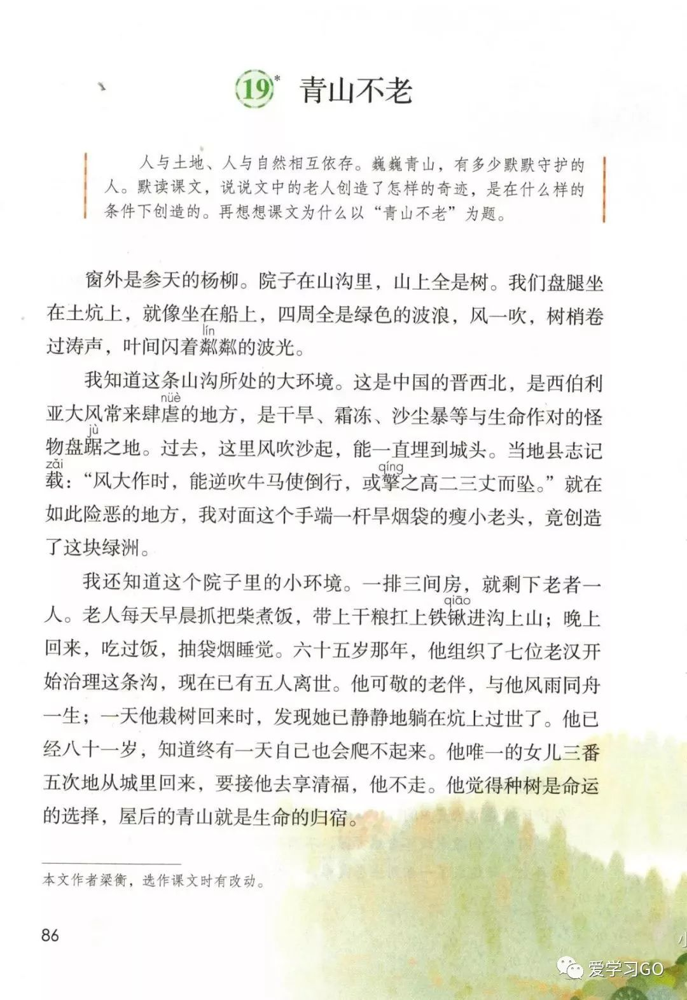 19* 青山不老
人与土地、人与自然相互依存。巍巍青山，有多少默默守护的
人。默读课文，说说文中的老人创造了怎样的奇迹，是在什么样的
条件下创造的。再想想课文为什么以“青山不老”为题。
窗外是参天的杨柳。院子在山沟里，山上全是树。我们盘腿坐
在土炕上，就像坐在船上，四周全是绿色的波浪，风一吹，树梢卷
lín
过涛声，叶间闪着粼粼的波光。
我知道这条山沟所处的大环境。这是中国的晋西北，是西伯利
nüè
亚大风常来肆虐的地方，是干旱、霜冻、沙尘暴等与生命作对的怪
jù
物盘踞之地。过去，这里风吹沙起，能一直埋到城头。当地县志记
zǎi qíng
载：“风大作时，能逆吹牛马使倒行，或擎之高二三丈而坠。”就在
如此险恶的地方，我对面这个手端一杆旱烟袋的瘦小老头，竟创造
了这块绿洲。
我还知道这个院子里的小环境。一排三间房，就剩下老者一
qiāo
人。老人每天早晨抓把柴煮饭，带上干粮扛上铁锹进沟上山；晚上
回来，吃过饭，抽袋烟睡觉。六十五岁那年，他组织了七位老汉开
始治理这条沟，现在已有五人离世。他可敬的老伴，与他风雨同舟
一生；一天他栽树回来时，发现她已静静地躺在炕上过世了。他已
经八十一岁，知道终有一天自己也会爬不起来。他唯一的女儿三番
五次地从城里回来，要接他去享清福，他不走。他觉得种树是命运
的选择，屋后的青山就是生命的归宿。
本文作者梁衡，选作课文时有改动。
86
爱学习GO